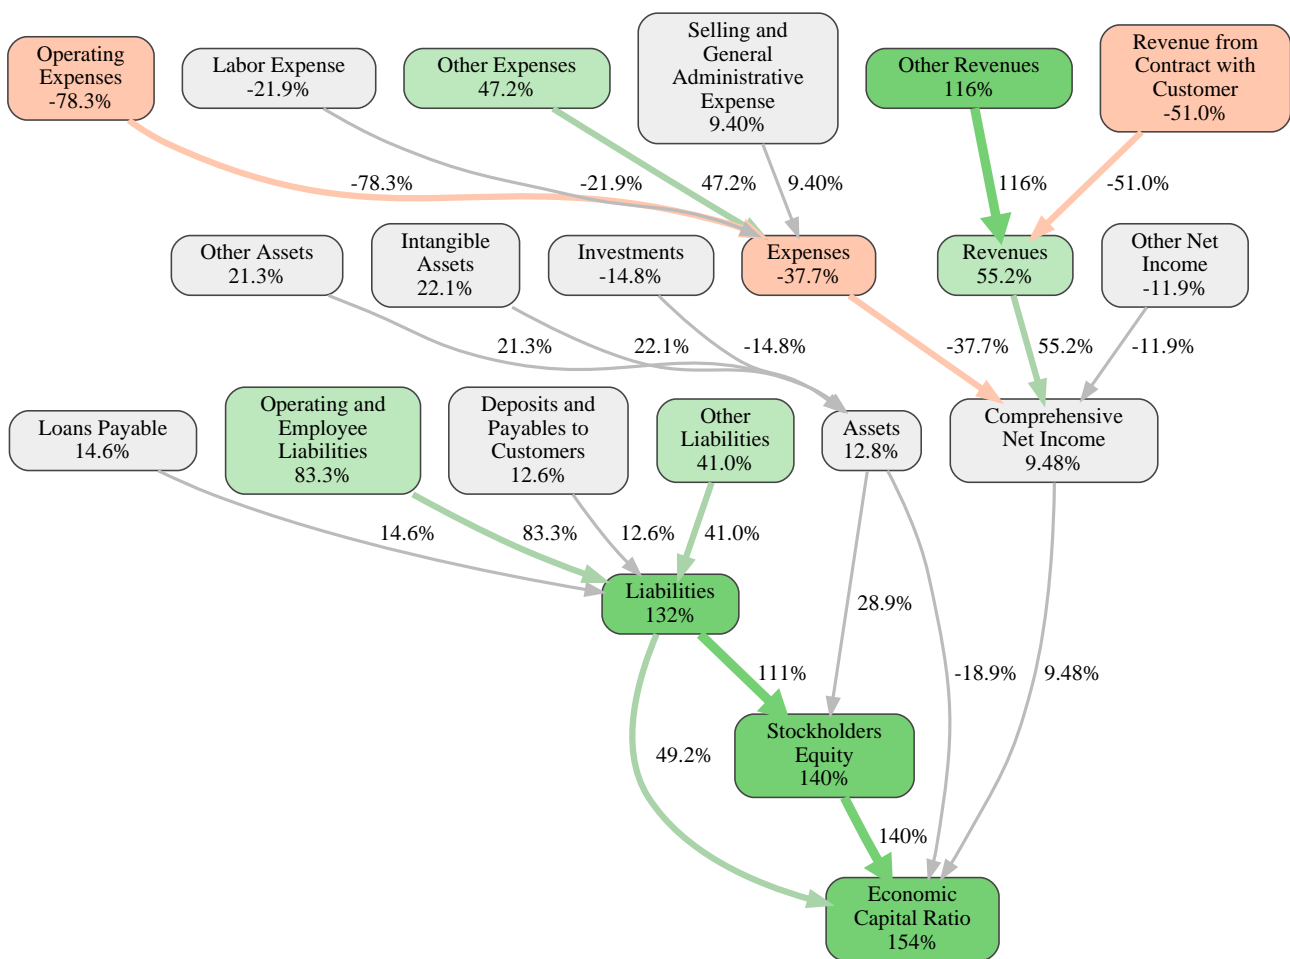 Operating
Expenses
-78.3%
Labor Expense
-21.9%
Other Expenses
47.2%
Selling and
General
Administrative
Expense
9.40%
Other Revenues
116%
Revenue from
Contract with
Customer
-51.0%
-78.3%
-21.9%
47.2%
9.40%
116%
-51.0%
Other Assets
21.3%
Intangible
Assets
22.1%
Investments
-14.8%
Expenses
-37.7%
Revenues
55.2%
Other Net
Income
-11.9%
21.3%
22.1%
-14.8%
-37.7%
55.2%
-11.9%
Loans Payable
14.6%
Operating and
Employee
Liabilities
83.3%
Deposits and
Payables to
Customers
12.6%
Other
Liabilities
41.0%
Assets
12.8%
Comprehensive
Net Income
9.48%
14.6%
83.3%
12.6%
41.0%
Liabilities
132%
28.9%
111%
-18.9%
9.48%
Stockholders
Equity
140%
49.2%
140%
Economic
Capital Ratio
154%